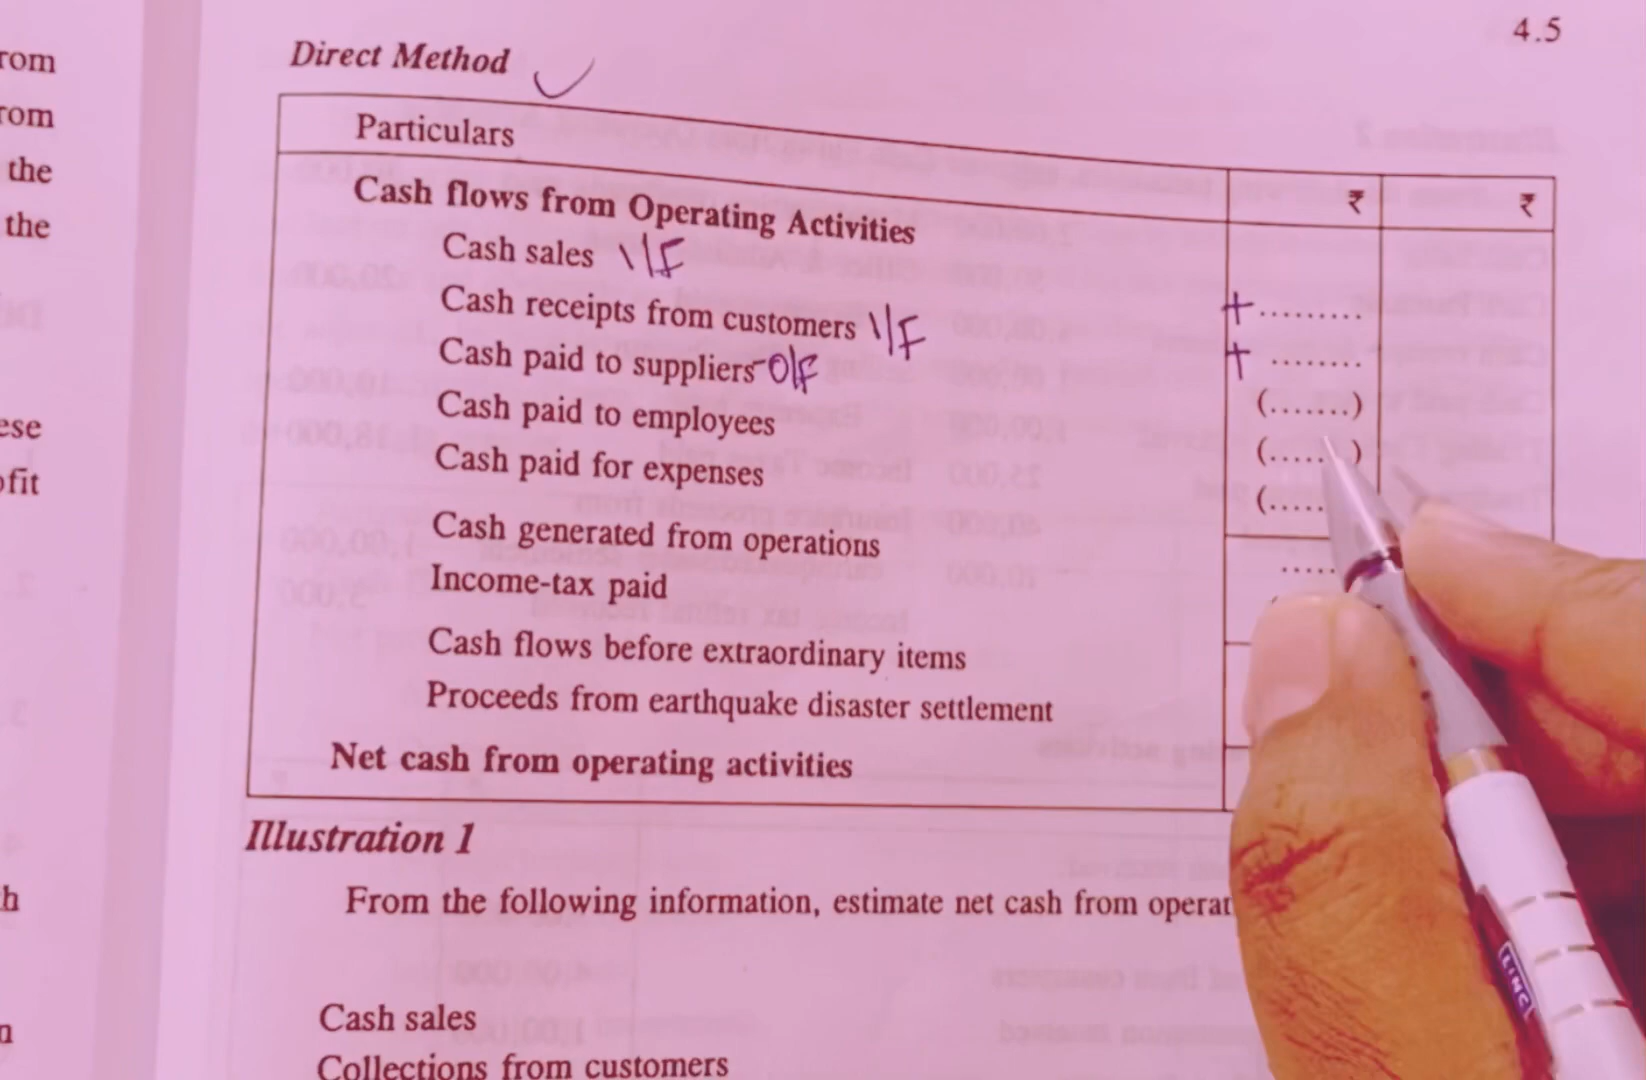 4.5
rom
rom
the
the
ese
ofit
h
Direct Method
Particulars
₹ ₹
Cash flows from Operating Activities
Cash sales I/F
Cash receipts from customers I/F
+ ........
Cash paid to suppliers O/F
+ .......
Cash paid to employees
(.......)
Cash paid for expenses
Cash generated from operations
Income-tax paid
Cash flows before extraordinary items
Proceeds from earthquake disaster settlement
Net cash from operating activities
Illustration 1
From the following information, estimate net cash from operat
Cash sales
Collections from customers
LINC